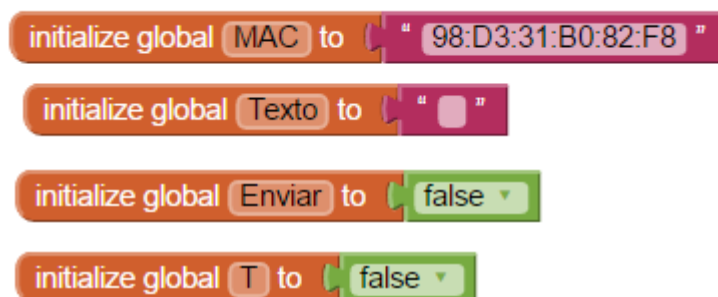 initialize global MAC to " 98:D3:31:B0:82:F8 "
initialize global Texto to " "
initialize global Enviar to false
initialize global T to false